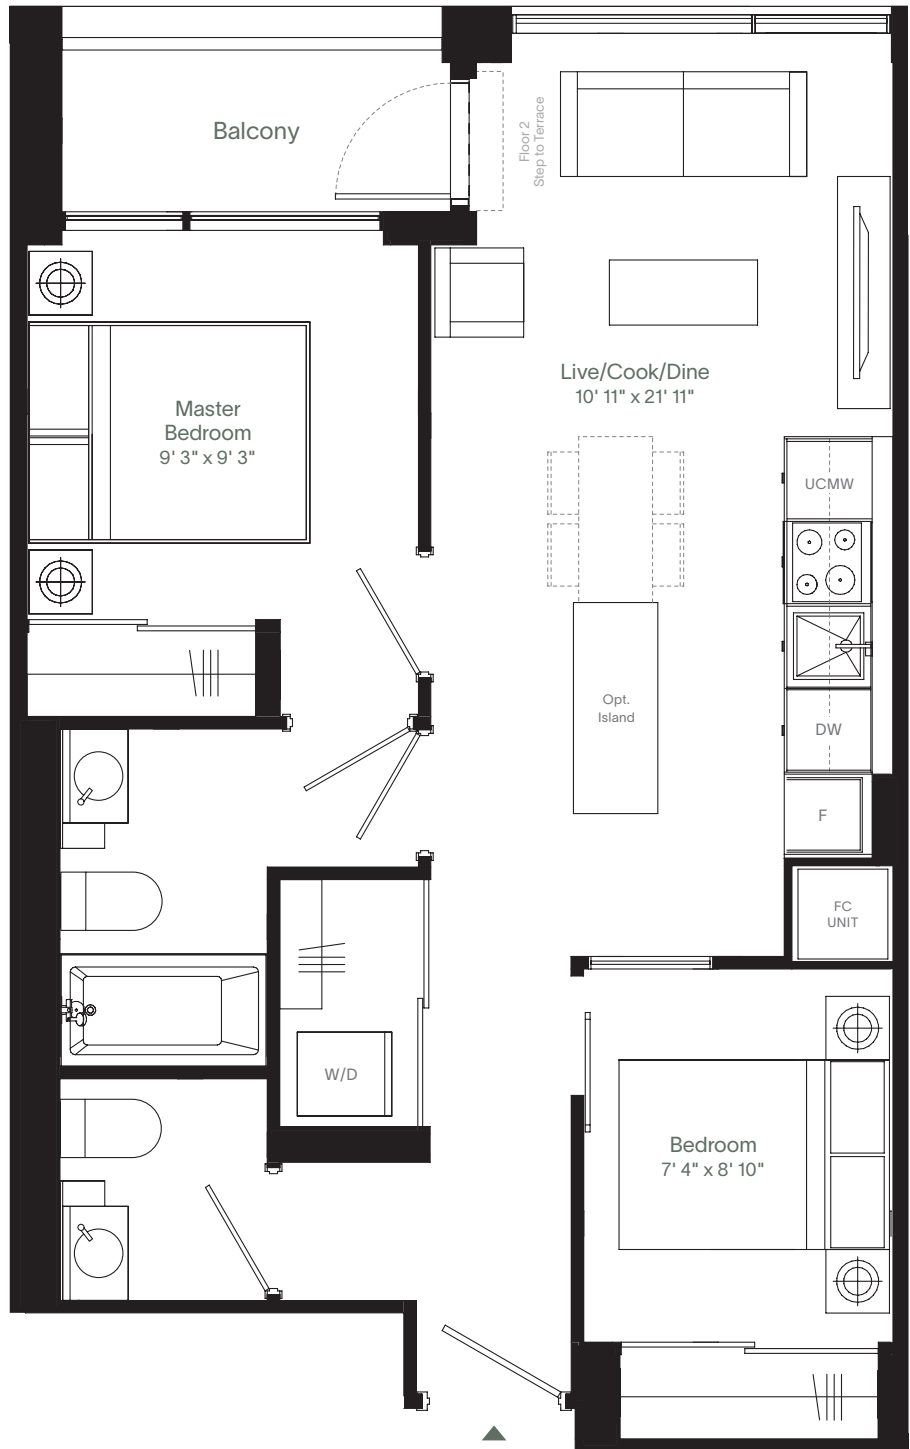 Balcony
Floor 2
Step to Terrace
Live/Cook/Dine
10' 11" x 21' 11"
Master
Bedroom
9' 3" x 9' 3"
UCMW
Opt.
Island
DW
F
FC
UNIT
W/D
Bedroom
7' 4" x 8' 10"